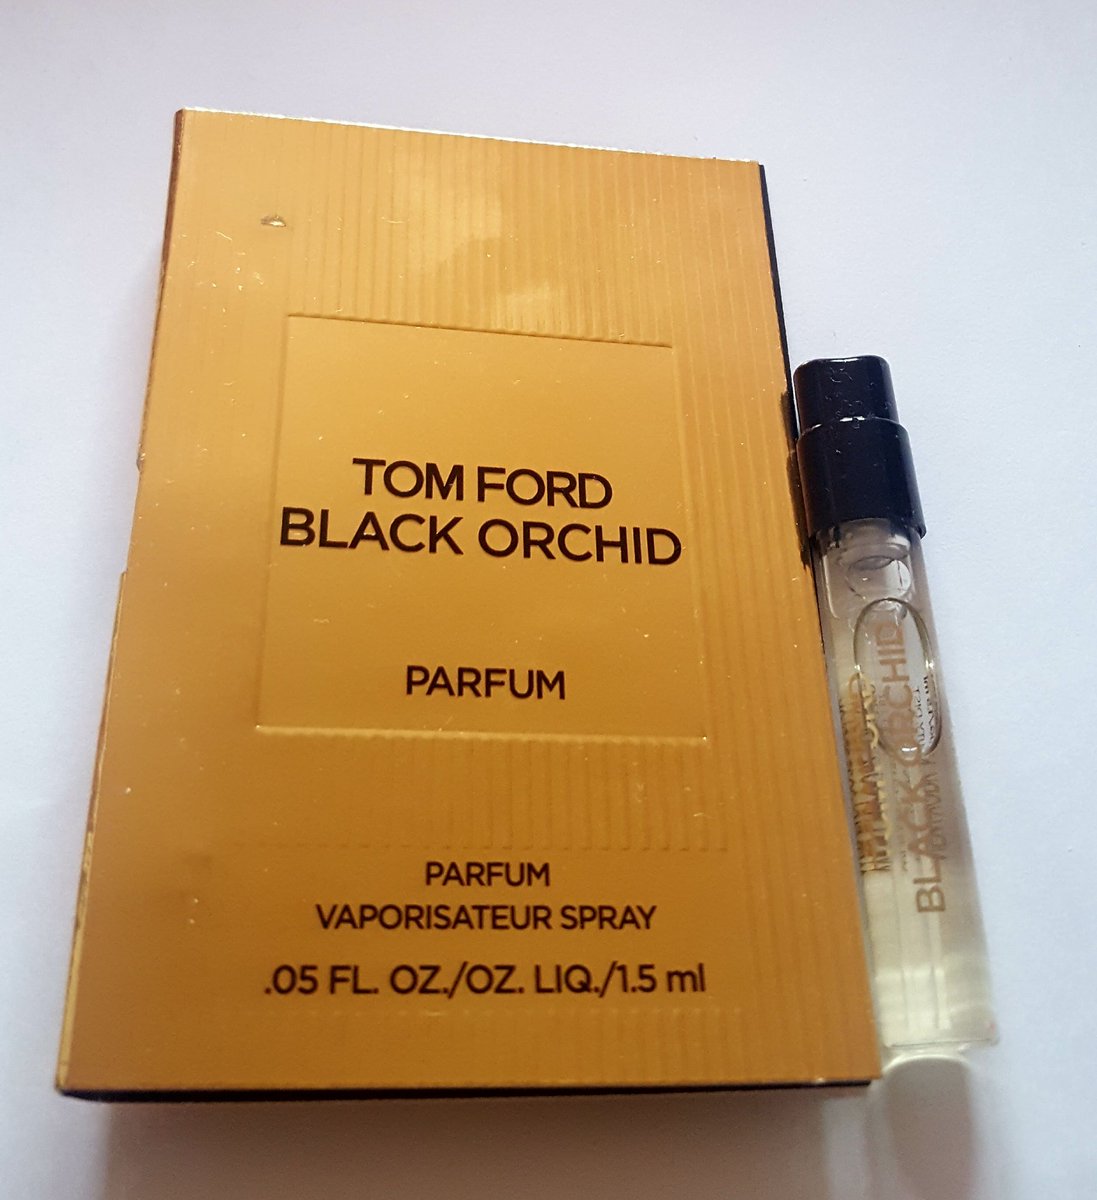 TOM FORD
BLACK ORCHID
PARFUM
PARFUM
VAPORISATEUR SPRAY
.05 FL. OZ./OZ. LIQ./1.5 ml
BLACK ORCHID